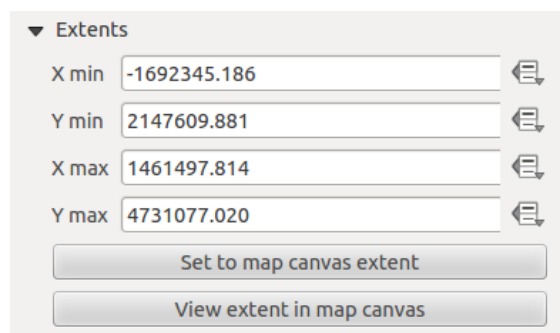 Extents
X min -1692345.186
Y min 2147609.881
X max 1461497.814
Y max 4731077.020
Set to map canvas extent
View extent in map canvas